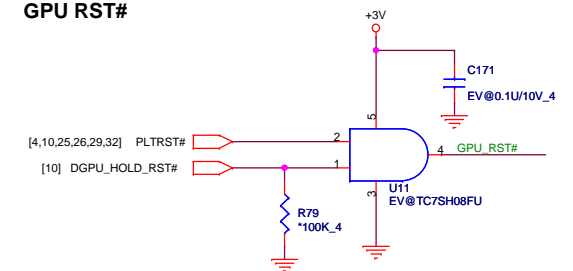 GPU RST#
+3V
C171
EV@0.1U/10V_4
5
[4,10,25,26,29,32] PLTRST# 2
4 GPU_RST#
[10] DGPU_HOLD_RST# 1
3
U11
EV@TC7SH08FU
R79
*100K_4